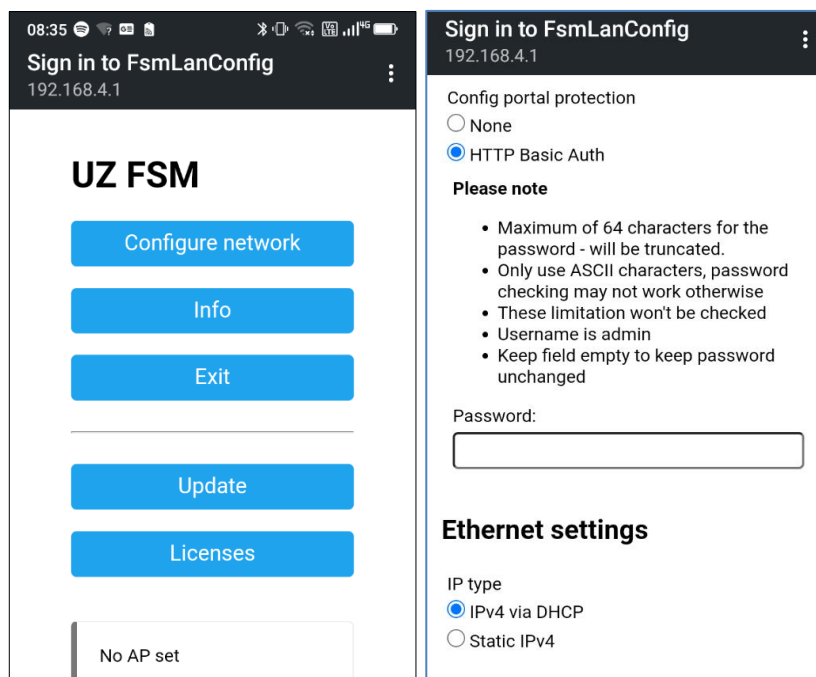 08:35
4G
Sign in to FsmLanConfig
192.168.4.1
UZ FSM
Configure network
Info
Exit
Update
Licenses
No AP set
Sign in to FsmLanConfig
192.168.4.1
Config portal protection
None
HTTP Basic Auth
Please note
• Maximum of 64 characters for the
password - will be truncated.
• Only use ASCII characters, password
checking may not work otherwise
• These limitation won't be checked
• Username is admin
• Keep field empty to keep password
unchanged
Password:
Ethernet settings
IP type
IPv4 via DHCP
Static IPv4